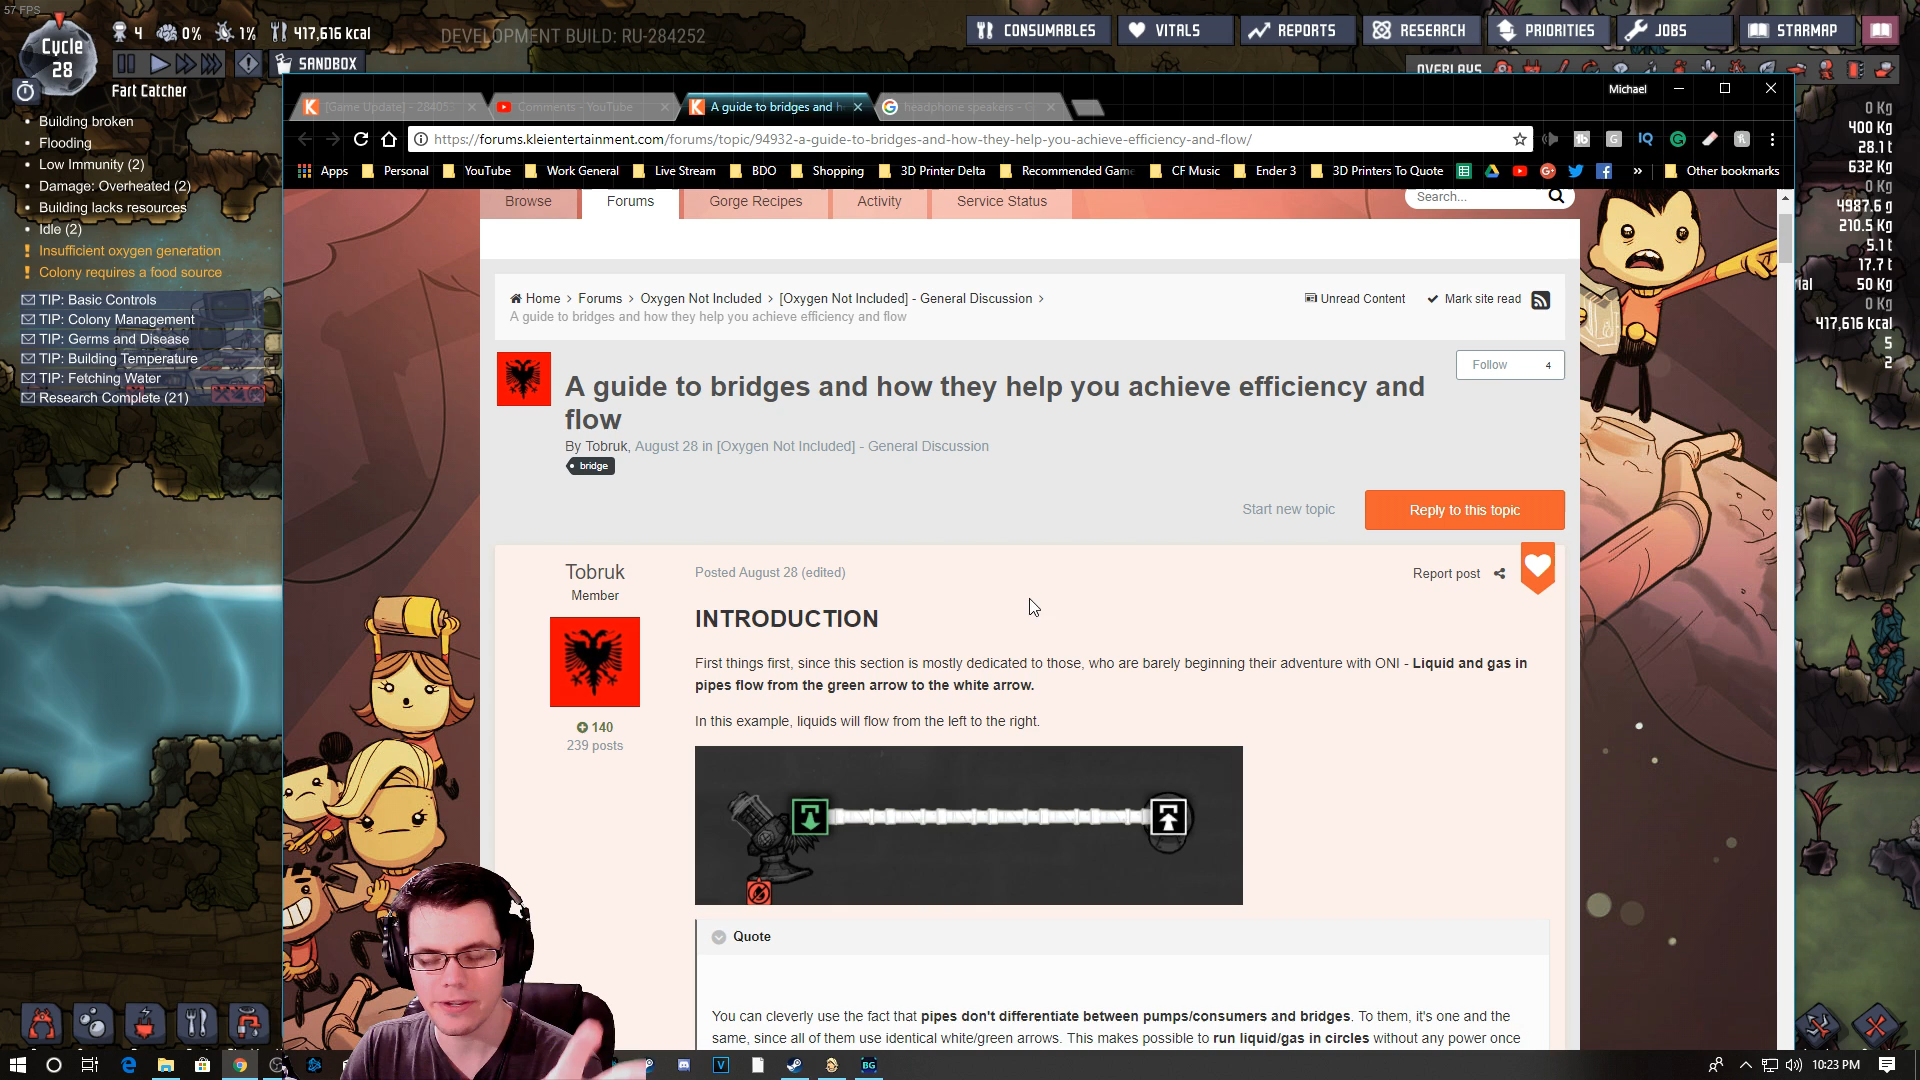 57 FPS
Cycle
28
4
0%
1%
417,616 kcal
DEVELOPMENT BUILD: RU-284252
CONSUMABLES
VITALS
REPORTS
RESEARCH
PRIORITIES
JOBS
STARMAP
SANDBOX
OVERLAYS
Fart Catcher
Building broken
Flooding
Low Immunity (2)
Damage: Overheated (2)
Building lacks resources
Idle (2)
! Insufficient oxygen generation
! Colony requires a food source
TIP: Basic Controls
TIP: Colony Management
TIP: Germs and Disease
TIP: Building Temperature
TIP: Fetching Water
Research Complete (21)
Michael
[Game Update] - 28405
Comments - YouTube
A guide to bridges and h
headphone speakers - G
https://forums.kleientertainment.com/forums/topic/94932-a-guide-to-bridges-and-how-they-help-you-achieve-efficiency-and-flow/
Apps
Personal
YouTube
Work General
Live Stream
BDO
Shopping
3D Printer Delta
Recommended Game
CF Music
Ender 3
3D Printers To Quote
»
Other bookmarks
Browse
Forums
Gorge Recipes
Activity
Service Status
Search...
Home > Forums > Oxygen Not Included > [Oxygen Not Included] - General Discussion >
A guide to bridges and how they help you achieve efficiency and flow
Unread Content
Mark site read
A guide to bridges and how they help you achieve efficiency and
flow
Follow 4
By Tobruk, August 28 in [Oxygen Not Included] - General Discussion
bridge
Start new topic
Reply to this topic
Tobruk
Member
140
239 posts
Posted August 28 (edited)
Report post
INTRODUCTION
First things first, since this section is mostly dedicated to those, who are barely beginning their adventure with ONI - Liquid and gas in
pipes flow from the green arrow to the white arrow.
In this example, liquids will flow from the left to the right.
Quote
You can cleverly use the fact that pipes don't differentiate between pumps/consumers and bridges. To them, it's one and the
same, since all of them use identical white/green arrows. This makes possible to run liquid/gas in circles without any power once
0 Kg
400 Kg
28.1 t
632 Kg
0 Kg
4987.6 g
210.5 Kg
5.1 t
17.7 t
50 Kg
0 Kg
417,616 kcal
5
2
10:23 PM